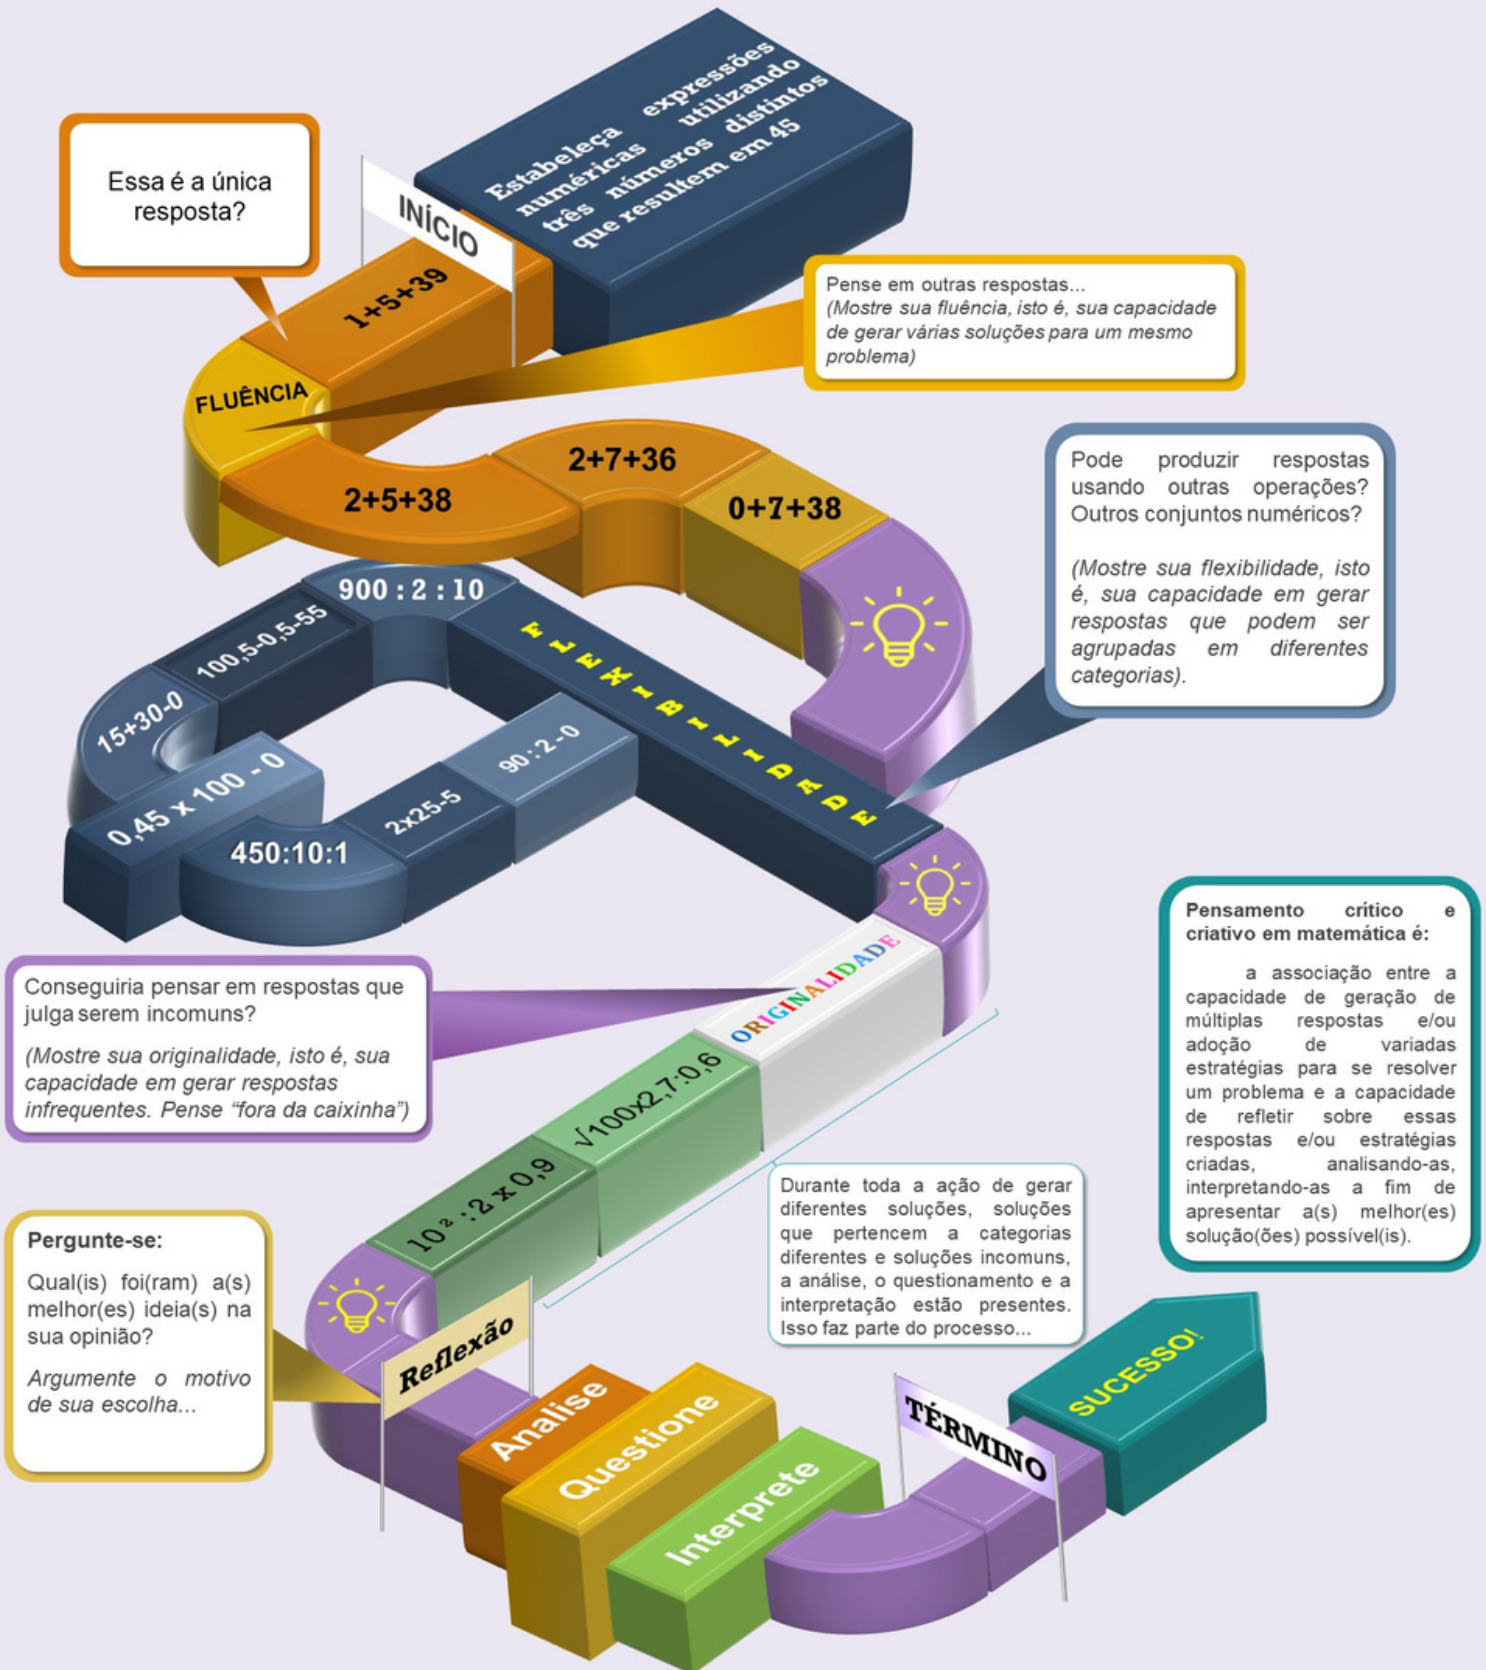 Estabeleça expressões
numéricas utilizando
três números distintos
que resultem em 45
Essa é a única
resposta?
INÍCIO
1+5+39
Pense em outras respostas...
(Mostre sua fluência, isto é, sua capacidade
de gerar várias soluções para um mesmo
problema)
FLUÊNCIA
2+5+38
2+7+36
0+7+38
Pode produzir respostas
usando outras operações?
Outros conjuntos numéricos?
(Mostre sua flexibilidade, isto
é, sua capacidade em gerar
respostas que podem ser
agrupadas em diferentes
categorias).
FLEXIBILIDADE
900 : 2 : 10
100,5-0,5-55
15+30-0
0,45 x 100 - 0
450:10:1
2x25-5
90 : 2 - 0
Conseguiria pensar em respostas que
julga serem incomuns?
(Mostre sua originalidade, isto é, sua
capacidade em gerar respostas
infrequentes. Pense “fora da caixinha”)
ORIGINALIDADE
√100x2,7:0,6
10² :2 x 0,9
Pensamento crítico e
criativo em matemática é:
a associação entre a
capacidade de geração de
múltiplas respostas e/ou
adoção de variadas
estratégias para se resolver
um problema e a capacidade
de refletir sobre essas
respostas e/ou estratégias
criadas, analisando-as,
interpretando-as a fim de
apresentar a(s) melhor(es)
solução(ões) possível(is).
Durante toda a ação de gerar
diferentes soluções, soluções
que pertencem a categorias
diferentes e soluções incomuns,
a análise, o questionamento e a
interpretação estão presentes.
Isso faz parte do processo...
Pergunte-se:
Qual(is) foi(ram) a(s)
melhor(es) ideia(s) na
sua opinião?
Argumente o motivo
de sua escolha...
Reflexão
Analise
Questione
Interprete
TÉRMINO
SUCESSO!